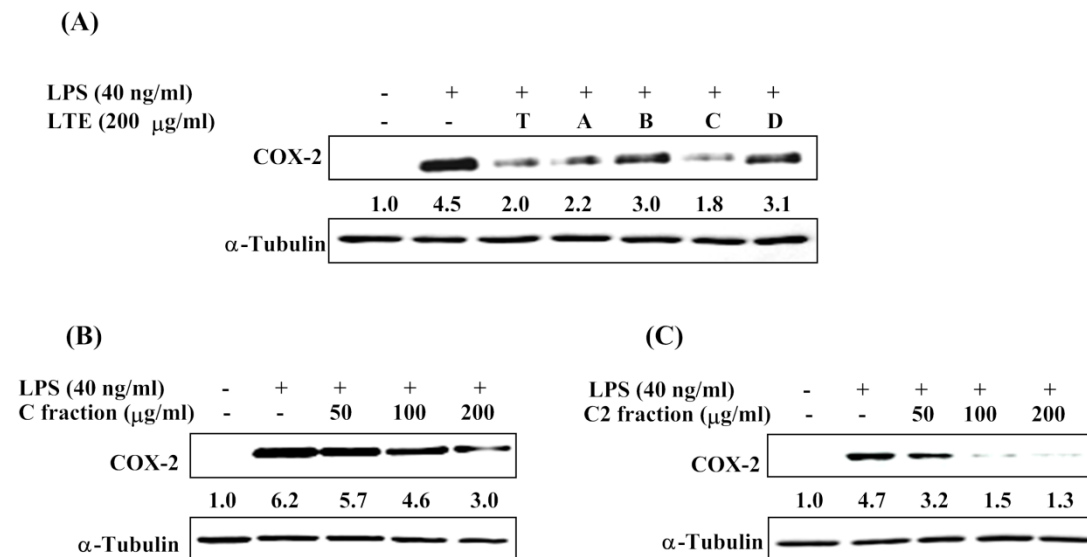 (A)
LPS (40 ng/ml) - + + + + + +
LTE (200 μg/ml) - - T A B C D
COX-2
1.0 4.5 2.0 2.2 3.0 1.8 3.1
α-Tubulin
(B)
LPS (40 ng/ml) - + + + +
C fraction (μg/ml) - - 50 100 200
COX-2
1.0 6.2 5.7 4.6 3.0
α-Tubulin
(C)
LPS (40 ng/ml) - + + + +
C2 fraction (μg/ml) - - 50 100 200
COX-2
1.0 4.7 3.2 1.5 1.3
α-Tubulin